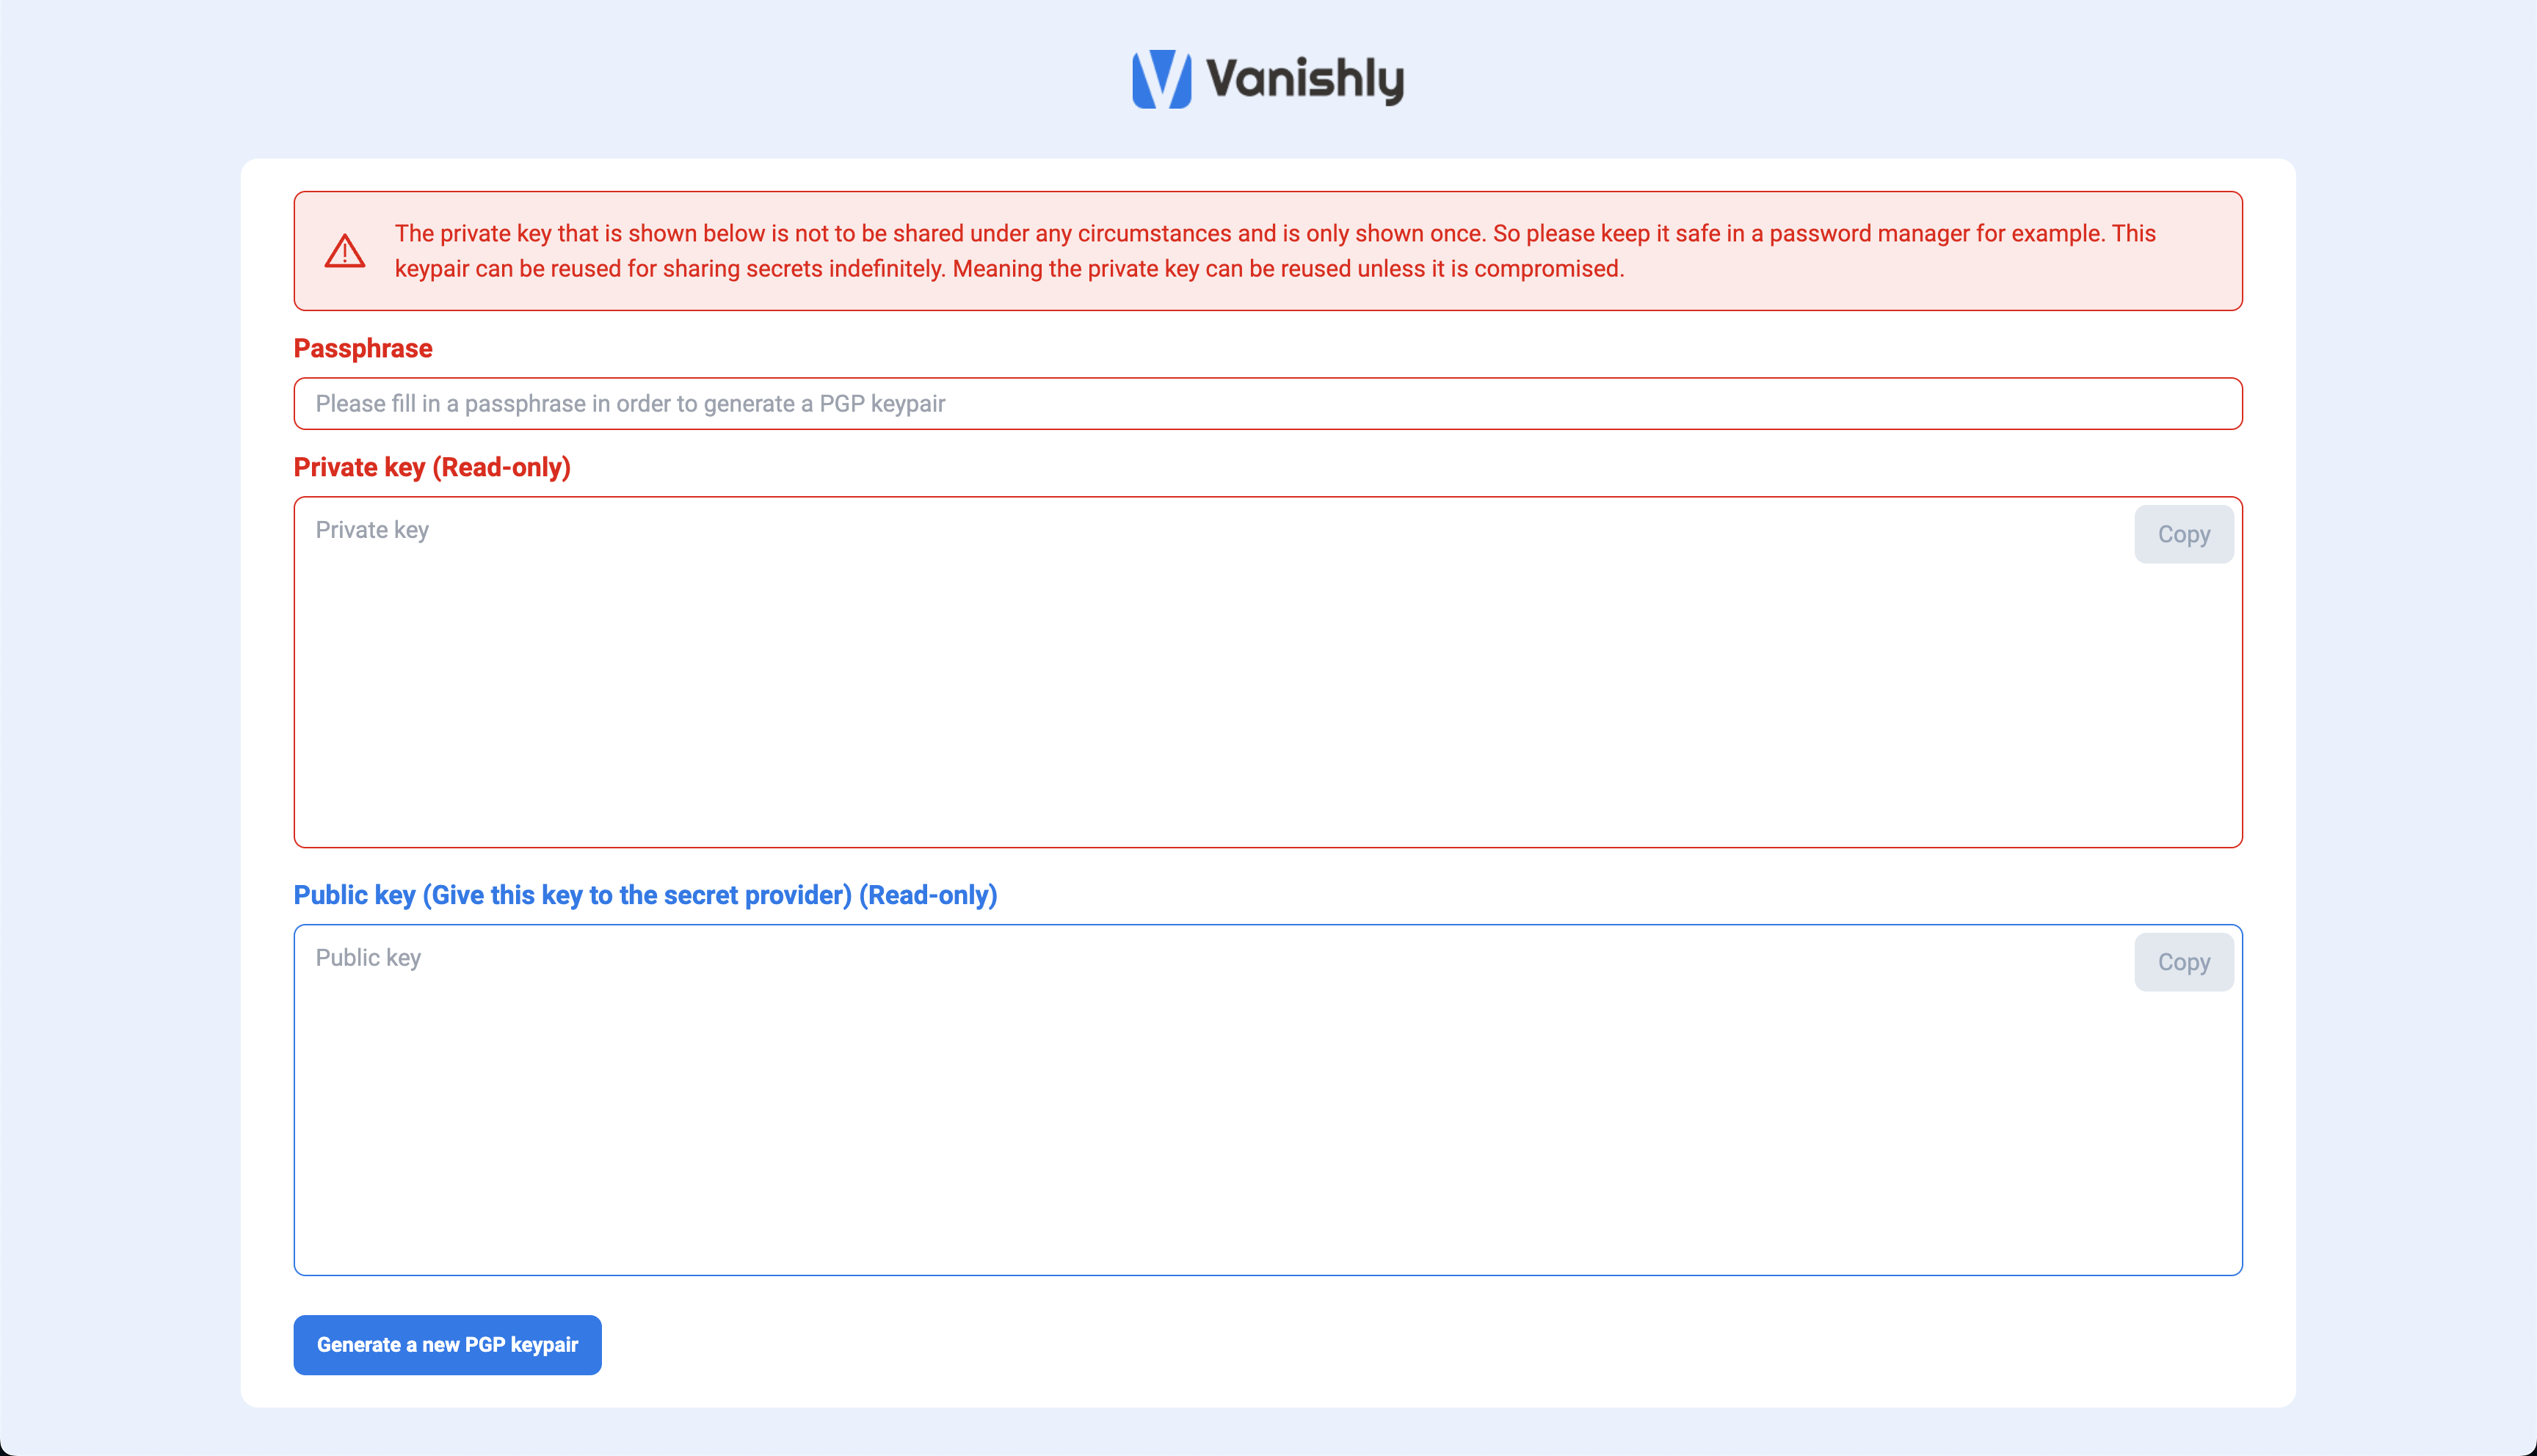 Vanishly
The private key that is shown below is not to be shared under any circumstances and is only shown once. So please keep it safe in a password manager for example. This
keypair can be reused for sharing secrets indefinitely. Meaning the private key can be reused unless it is compromised.
Passphrase
Please fill in a passphrase in order to generate a PGP keypair
Private key (Read-only)
Private key
Copy
Public key (Give this key to the secret provider) (Read-only)
Public key
Copy
Generate a new PGP keypair